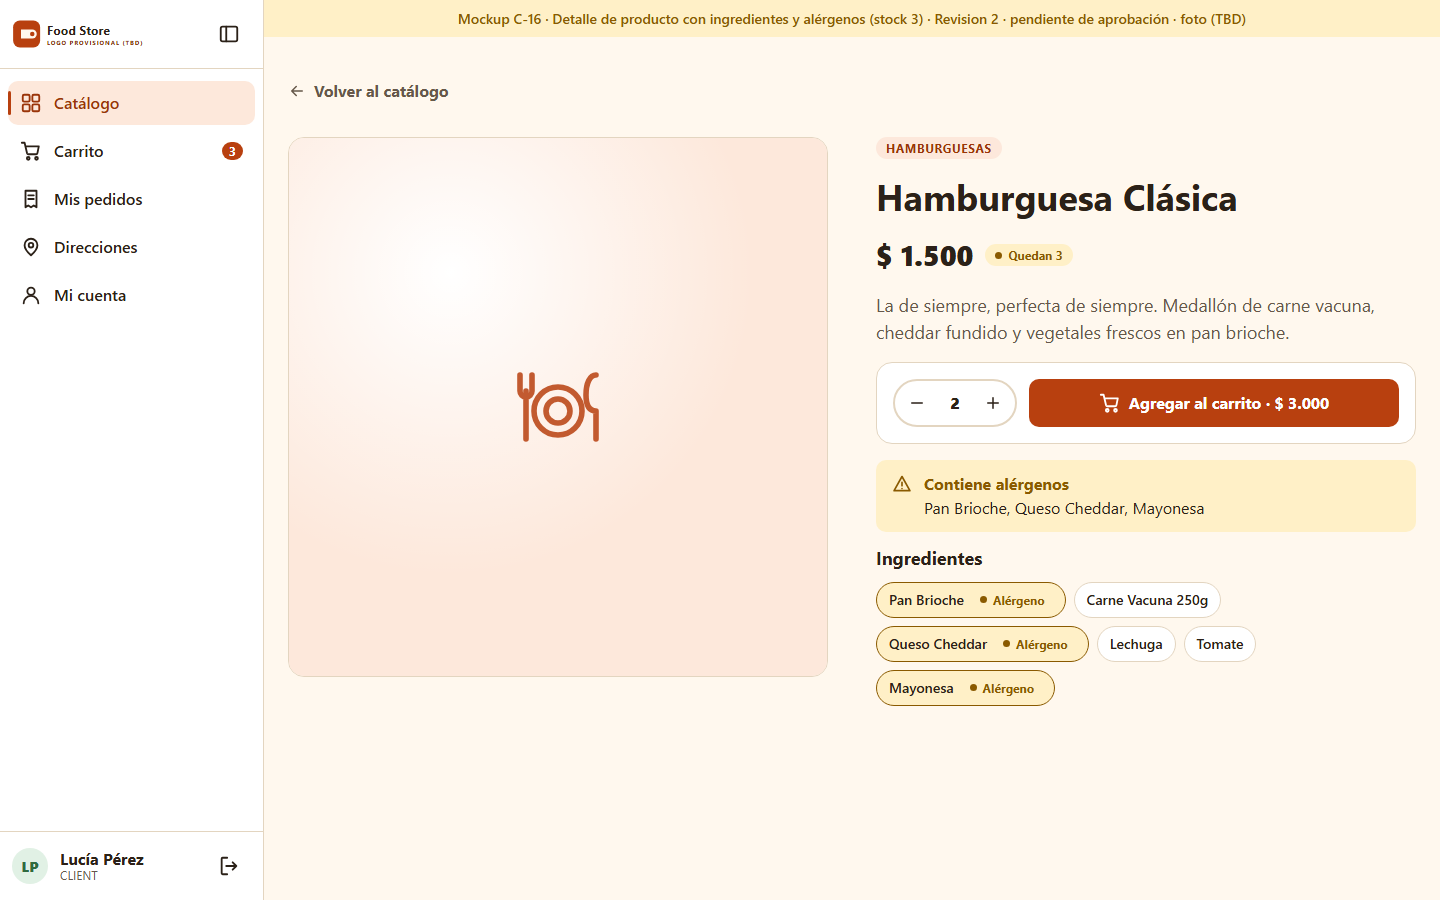 Food Store
LOGO PROVISIONAL (TBD)
Catálogo
Carrito
3
Mis pedidos
Direcciones
Mi cuenta
LP
Lucía Pérez
CLIENT
Mockup C-16 · Detalle de producto con ingredientes y alérgenos (stock 3) · Revision 2 · pendiente de aprobación · foto (TBD)
Volver al catálogo
HAMBURGUESAS
Hamburguesa Clásica
$ 1.500
Quedan 3
La de siempre, perfecta de siempre. Medallón de carne vacuna,
cheddar fundido y vegetales frescos en pan brioche.
2
Agregar al carrito · $ 3.000
Contiene alérgenos
Pan Brioche, Queso Cheddar, Mayonesa
Ingredientes
Pan Brioche Alérgeno
Carne Vacuna 250g
Queso Cheddar Alérgeno
Lechuga
Tomate
Mayonesa Alérgeno